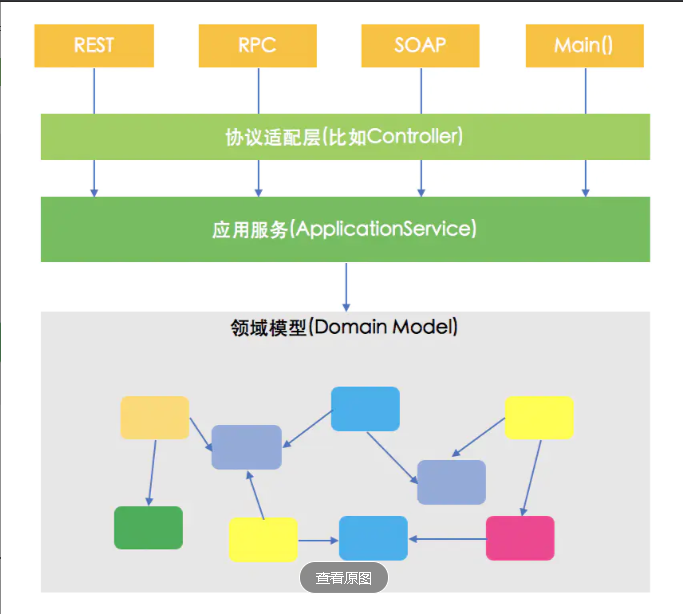 REST
RPC
SOAP
Main()
协议适配层(比如Controller)
应用服务(ApplicationService)
领域模型(Domain Model)
查看原图